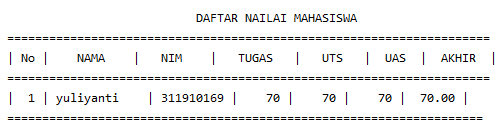 DAFTAR NAILAI MAHASISWA
==================================================================
| No |    NAMA    |   NIM    |   TUGAS   |   UTS   |  UAS  |  AKHIR  |
==================================================================
|  1 | yuliyanti    | 311910169 |    70 |    70 |    70 |  70.00 |
==================================================================